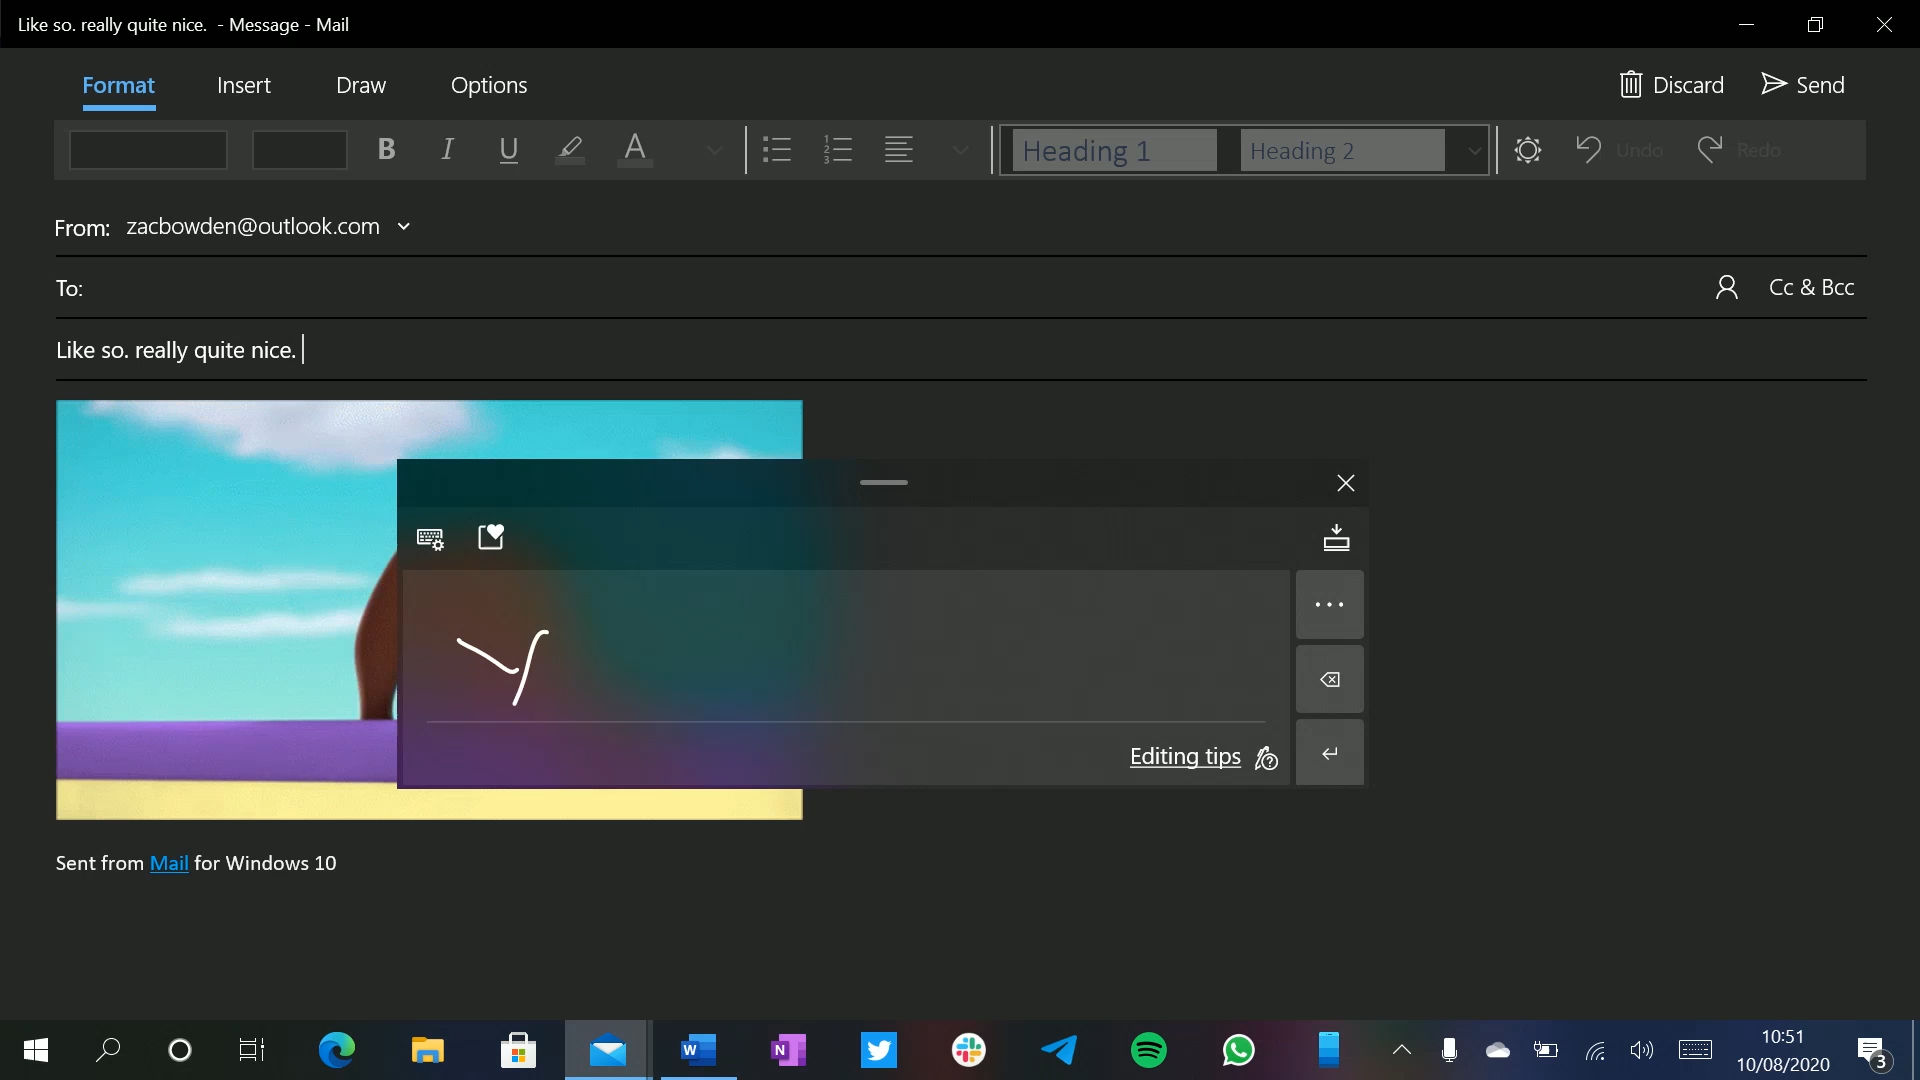 Like so. really quite nice. - Message - Mail
Format Insert Draw Options Discard Send
B I U A Heading 1 Heading 2 Undo Redo
From: zacbowden@outlook.com
To: Cc & Bcc
Like so. really quite nice.
y
Editing tips
Sent from Mail for Windows 10
10:51
10/08/2020
3